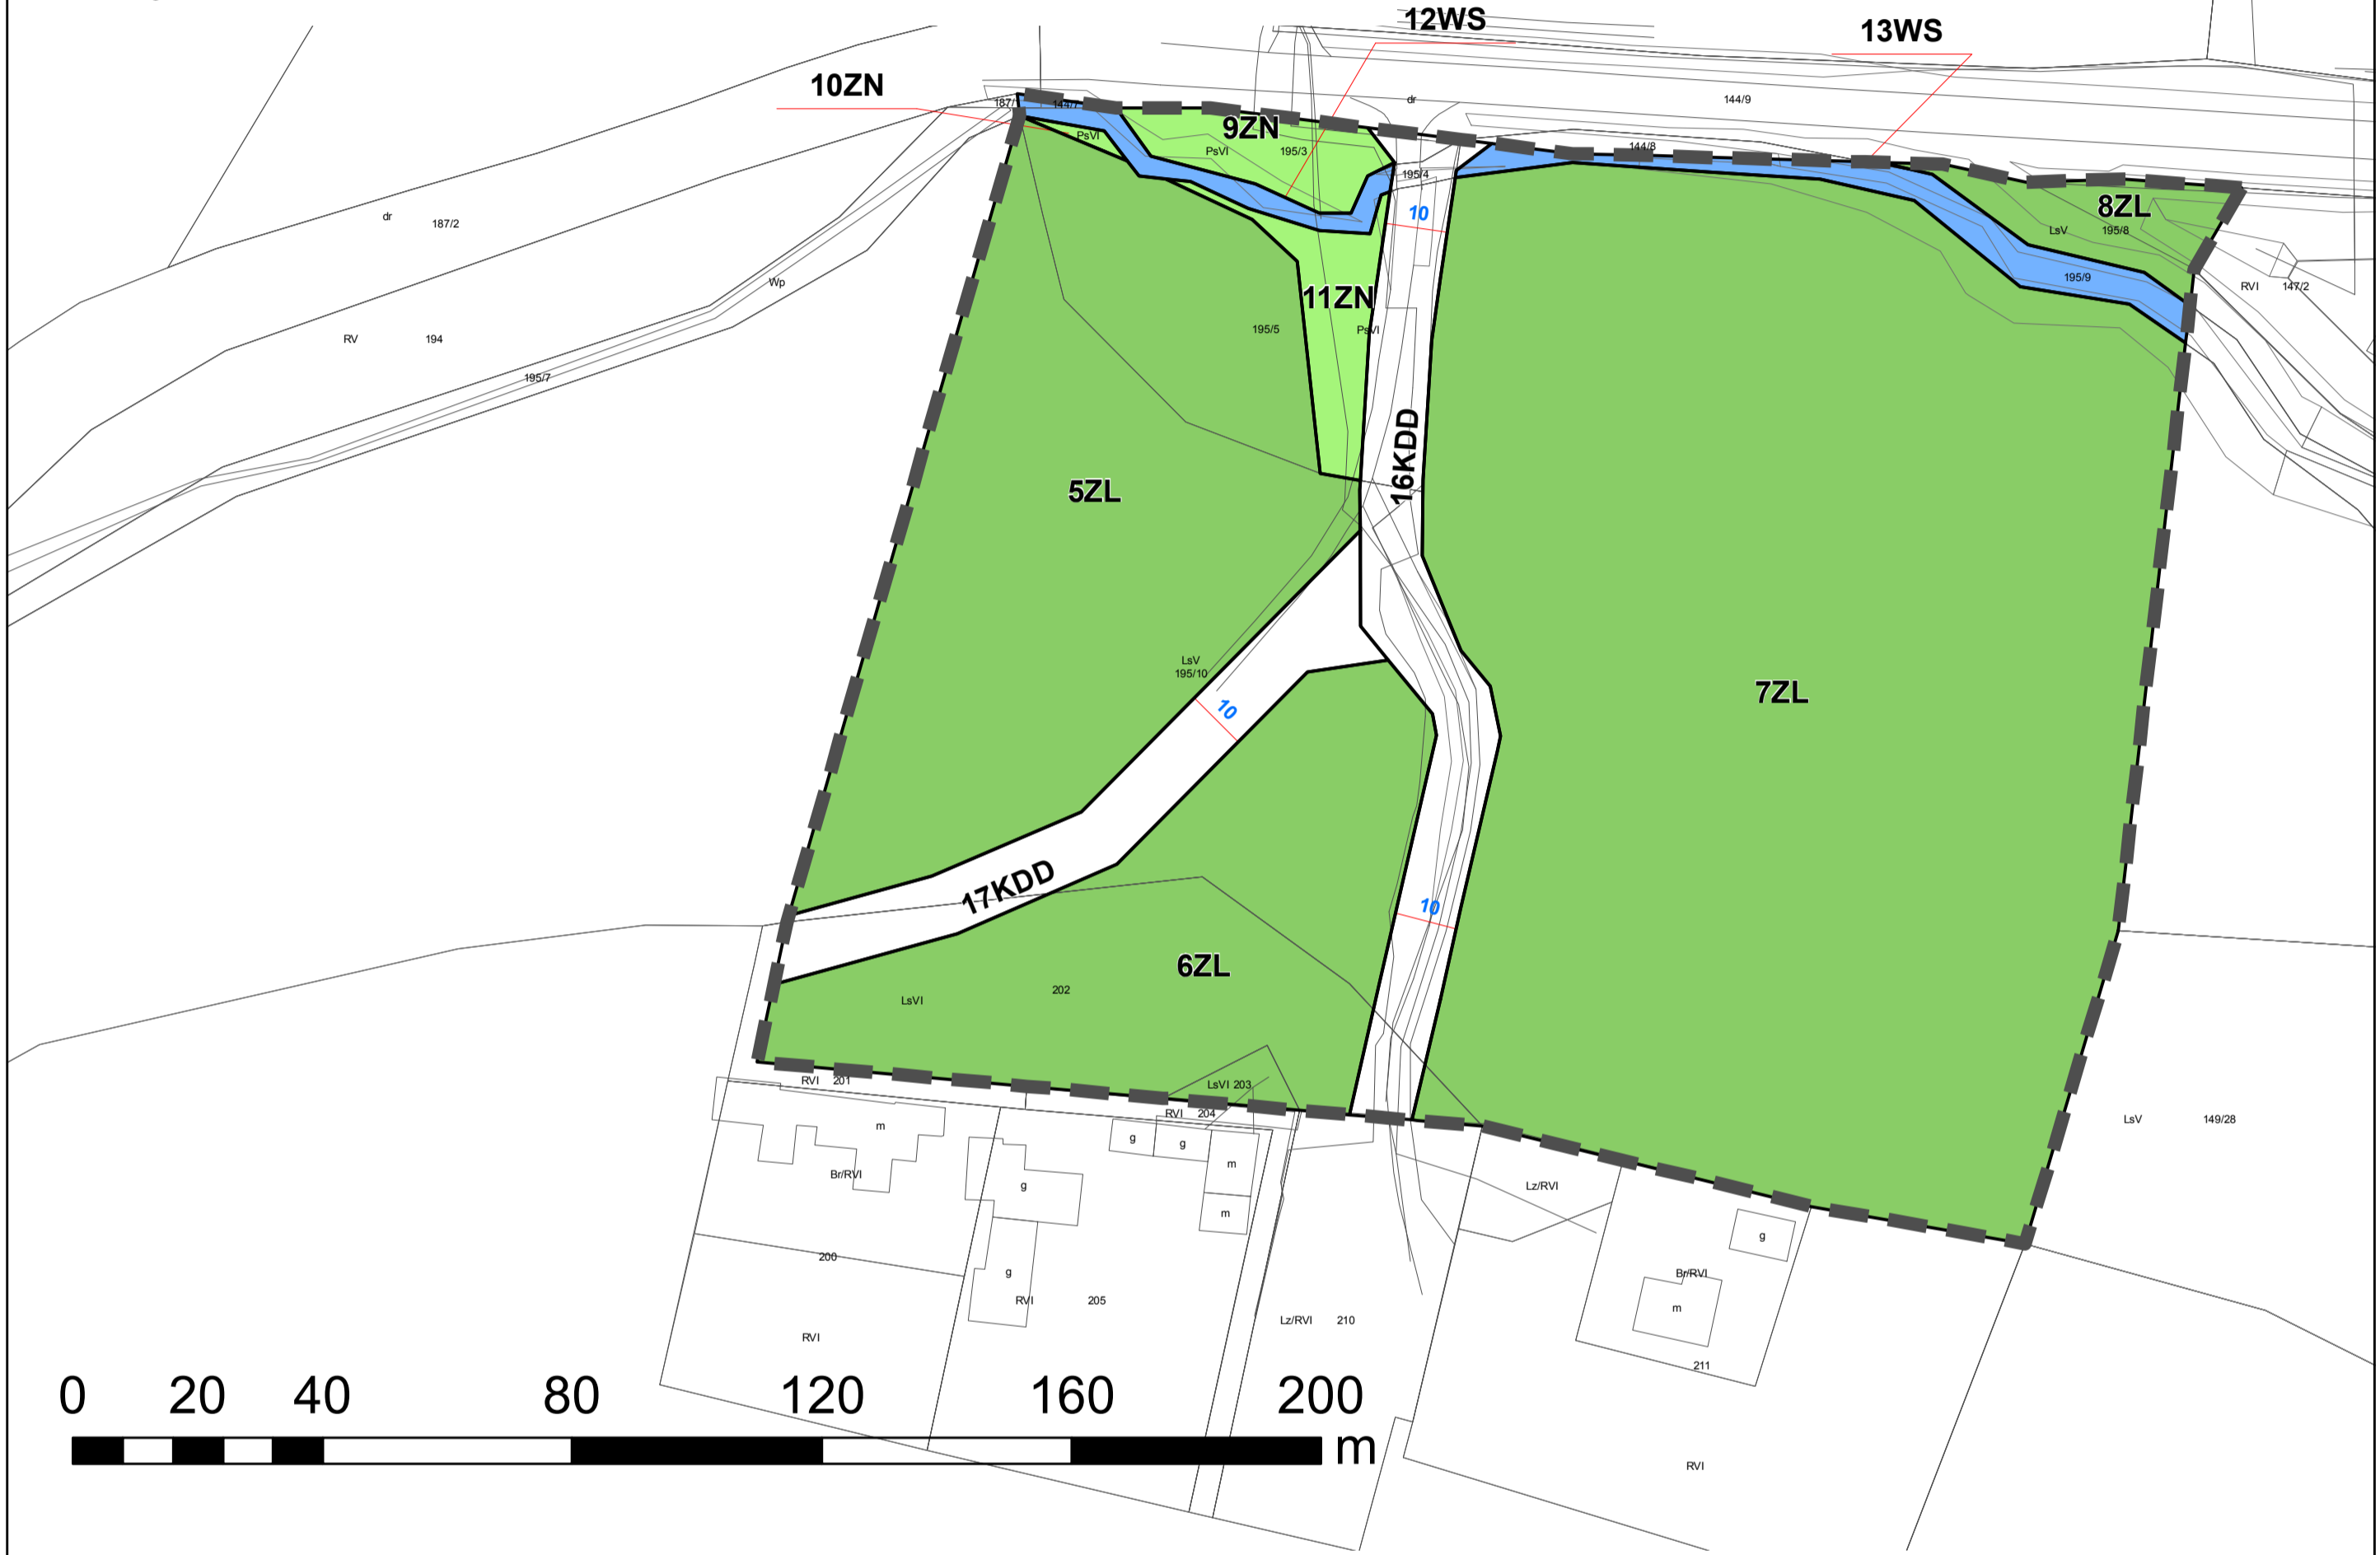 12WS
13WS
10ZN
187/1
144/7
dr
144/9
9ZN
PsVI
PsVI
195/3
144/8
195/4
8ZL
dr
187/2
10
LsV
195/8
195/9
Wp
11ZN
RVI
147/2
RV
194
195/5
PsVI
195/7
16KDD
5ZL
LsV
195/10
7ZL
10
17KDD
10
6ZL
LsVI
202
RVI
201
LsVI
203
RVI
204
LsV
149/28
m
g
g
m
Br/RVI
g
Lz/RVI
m
g
200
g
Br/RVI
RVI
205
m
Lz/RVI
210
RVI
211
0 20 40 80 120 160 200
m
RVI